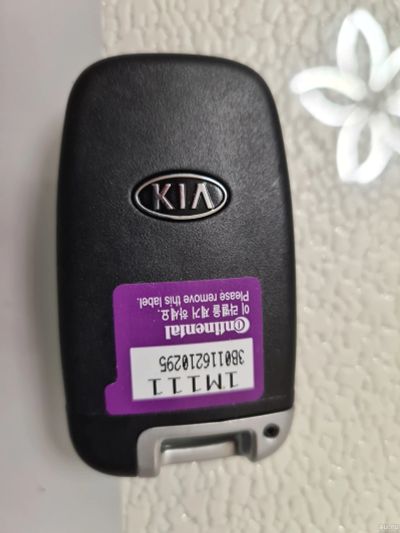 KIA
1M111
3B0116210295
Continental
이 라벨을 제거 하세요.
Please remove this label.